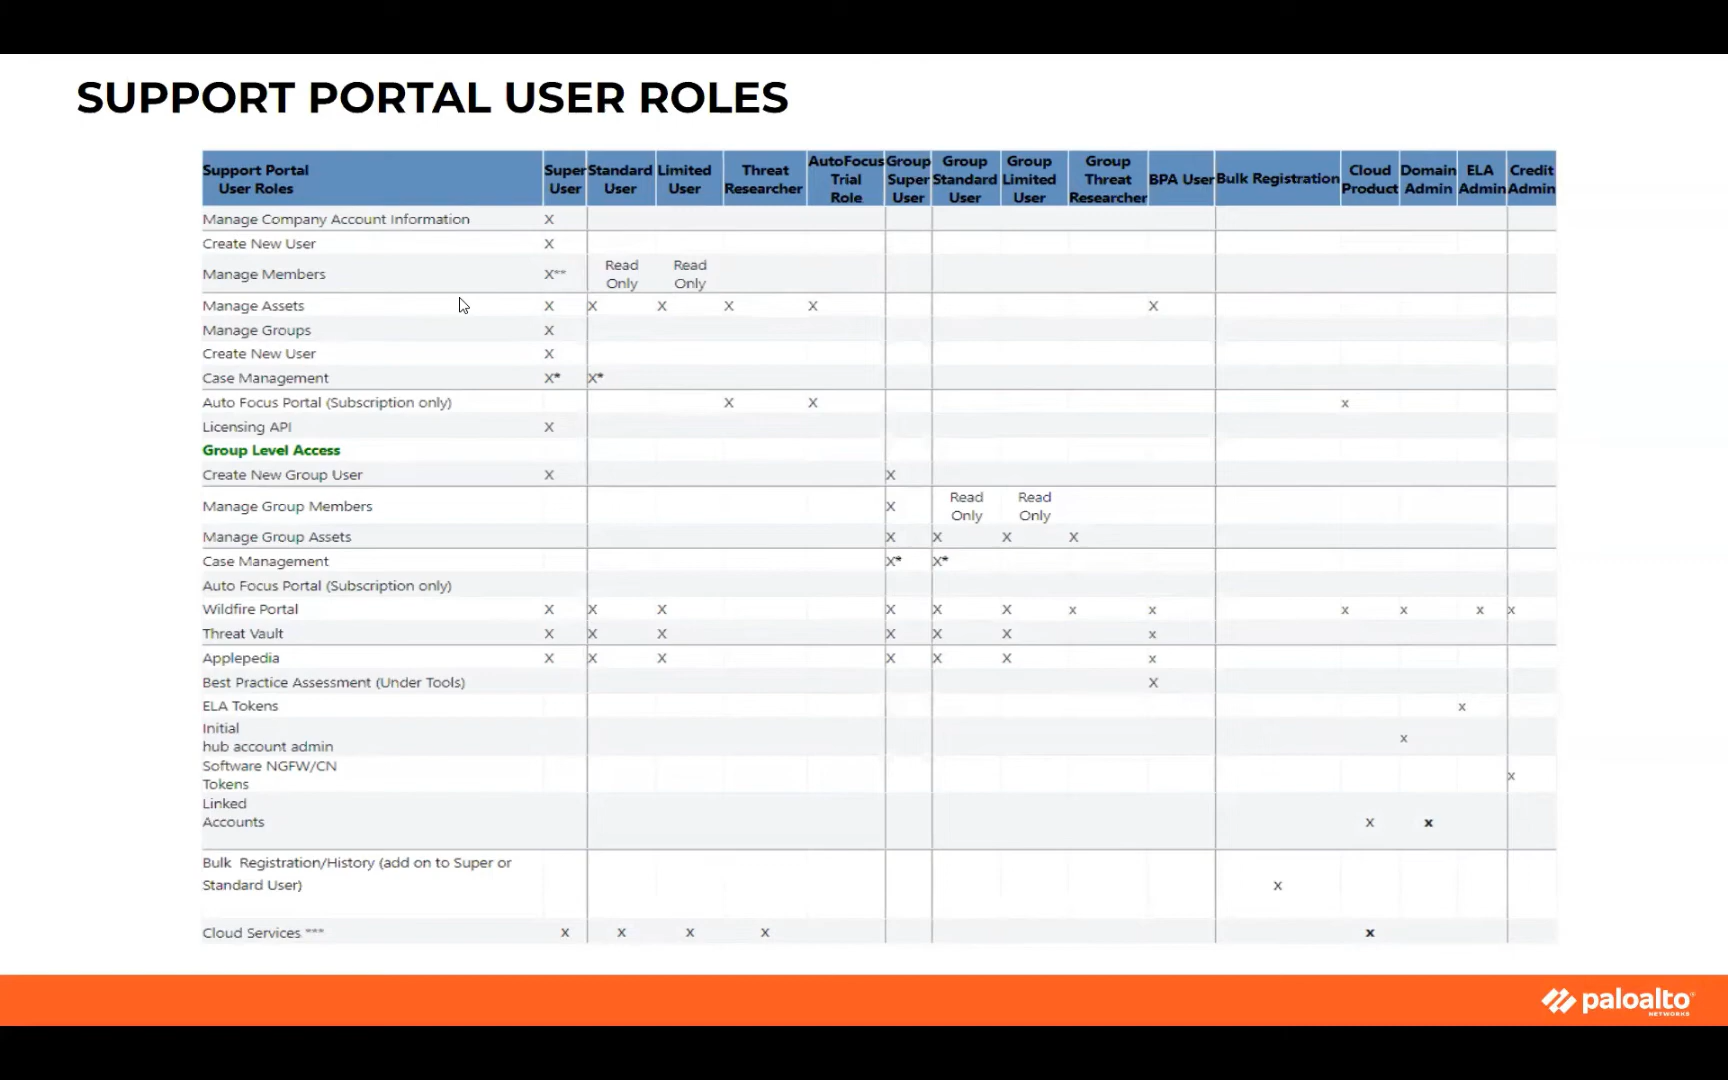 SUPPORT PORTAL USER ROLES
Support Portal User Roles | Super User | Standard User | Limited User | Threat Researcher | AutoFocus Trial Role | Group Super User | Group Standard User | Group Limited User | Group Threat Researcher | BPA User | Bulk Registration | Cloud Product | Domain Admin | ELA Admin | Credit Admin
Manage Company Account Information X
Create New User X
Manage Members X** Read Only Read Only
Manage Assets X X X X X X
Manage Groups X
Create New User X
Case Management X* X*
Auto Focus Portal (Subscription only) X X x
Licensing API X
Group Level Access
Create New Group User X X
Manage Group Members X Read Only Read Only
Manage Group Assets X X X X
Case Management X* X*
Auto Focus Portal (Subscription only)
Wildfire Portal X X X X X X x x x x x x
Threat Vault X X X X X X x
Applepedia X X X X X X x
Best Practice Assessment (Under Tools) X
ELA Tokens x
Initial
hub account admin x
Software NGFW/CN
Tokens x
Linked
Accounts x x
Bulk Registration/History (add on to Super or
Standard User) x
Cloud Services *** x x x x x
paloalto
NETWORKS